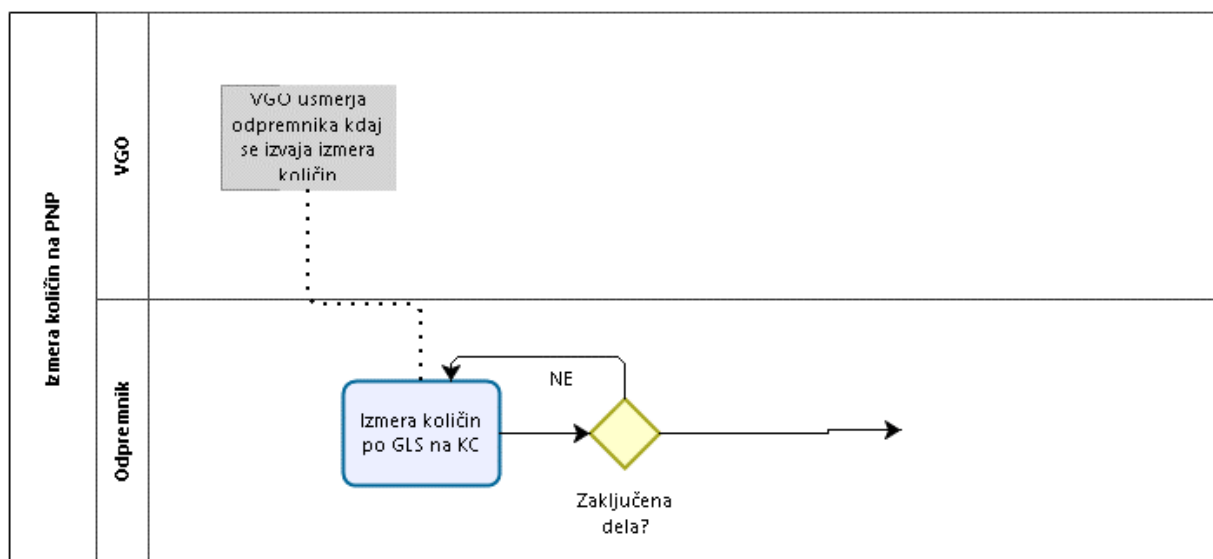 Izmera količin na PNP
VGO
VGO usmerja
odpremnika kdaj
se izvaja izmera
količin
Odpremnik
Izmera količin
po GLS na KC
NE
Zaključena
dela?